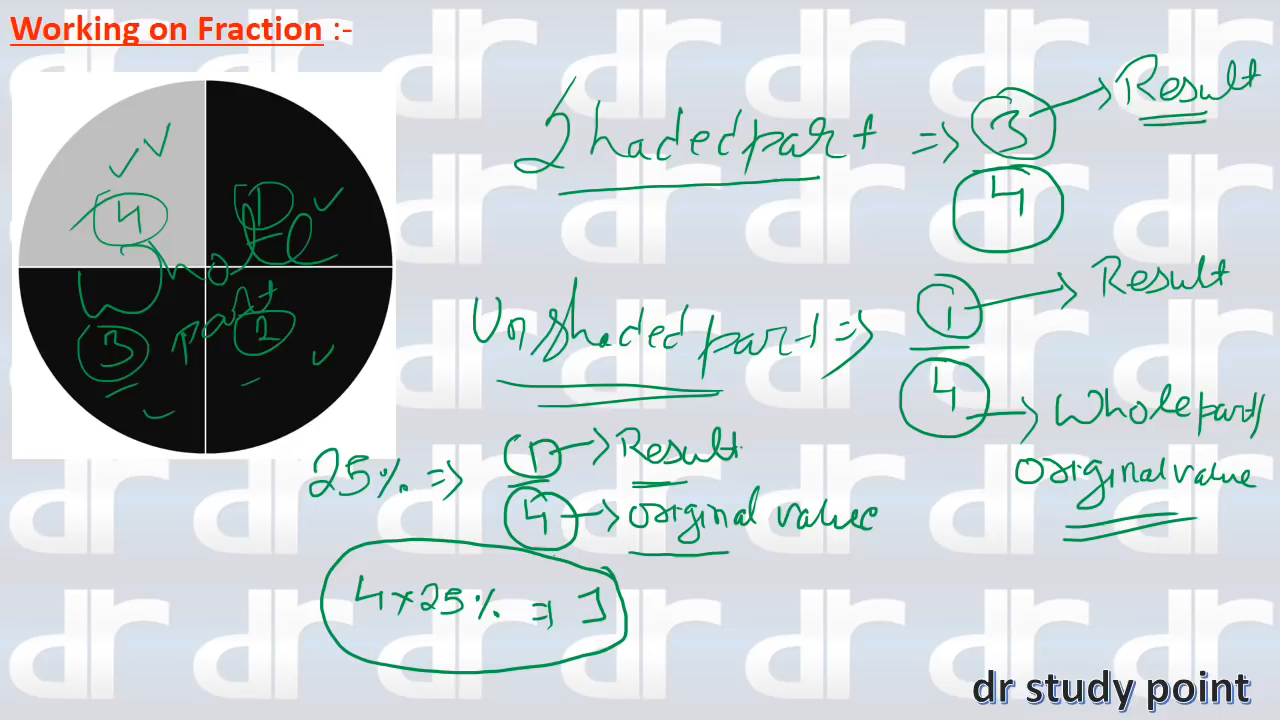 Working on Fraction :-
Shaded part => 3 → Result
4
Unshaded part => 1 → Result
4 → Whole part/
original value
25% => 1 → Result
4 → original value
4 x 25% => 1
4 1
Whole
part
3 2
dr study point